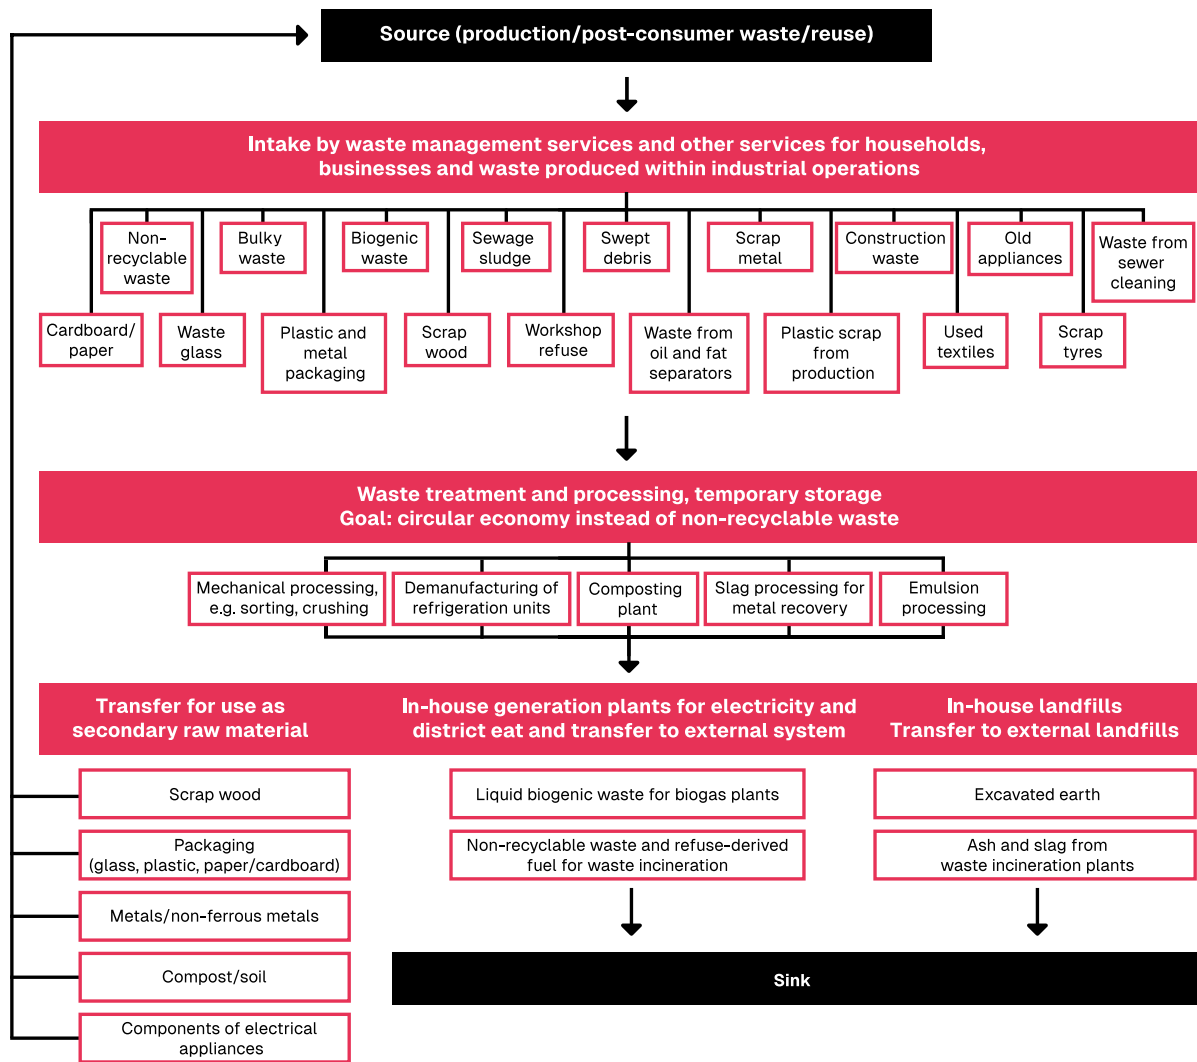 Source (production/post-consumer waste/reuse)
Intake by waste management services and other services for households,
businesses and waste produced within industrial operations
Non-
recyclable
waste
Bulky
waste
Biogenic
waste
Sewage
sludge
Swept
debris
Scrap
metal
Construction
waste
Old
appliances
Waste from
sewer
cleaning
Cardboard/
paper
Waste
glass
Plastic and
metal
packaging
Scrap
wood
Workshop
refuse
Waste from
oil and fat
separators
Plastic scrap
from
production
Used
textiles
Scrap
tyres
Waste treatment and processing, temporary storage
Goal: circular economy instead of non-recyclable waste
Mechanical processing,
e.g. sorting, crushing
Demanufacturing of
refrigeration units
Composting
plant
Slag processing for
metal recovery
Emulsion
processing
Transfer for use as
secondary raw material
In-house generation plants for electricity and
district eat and transfer to external system
In-house landfills
Transfer to external landfills
Scrap wood
Packaging
(glass, plastic, paper/cardboard)
Metals/non-ferrous metals
Compost/soil
Components of electrical
appliances
Liquid biogenic waste for biogas plants
Non-recyclable waste and refuse-derived
fuel for waste incineration
Excavated earth
Ash and slag from
waste incineration plants
Sink